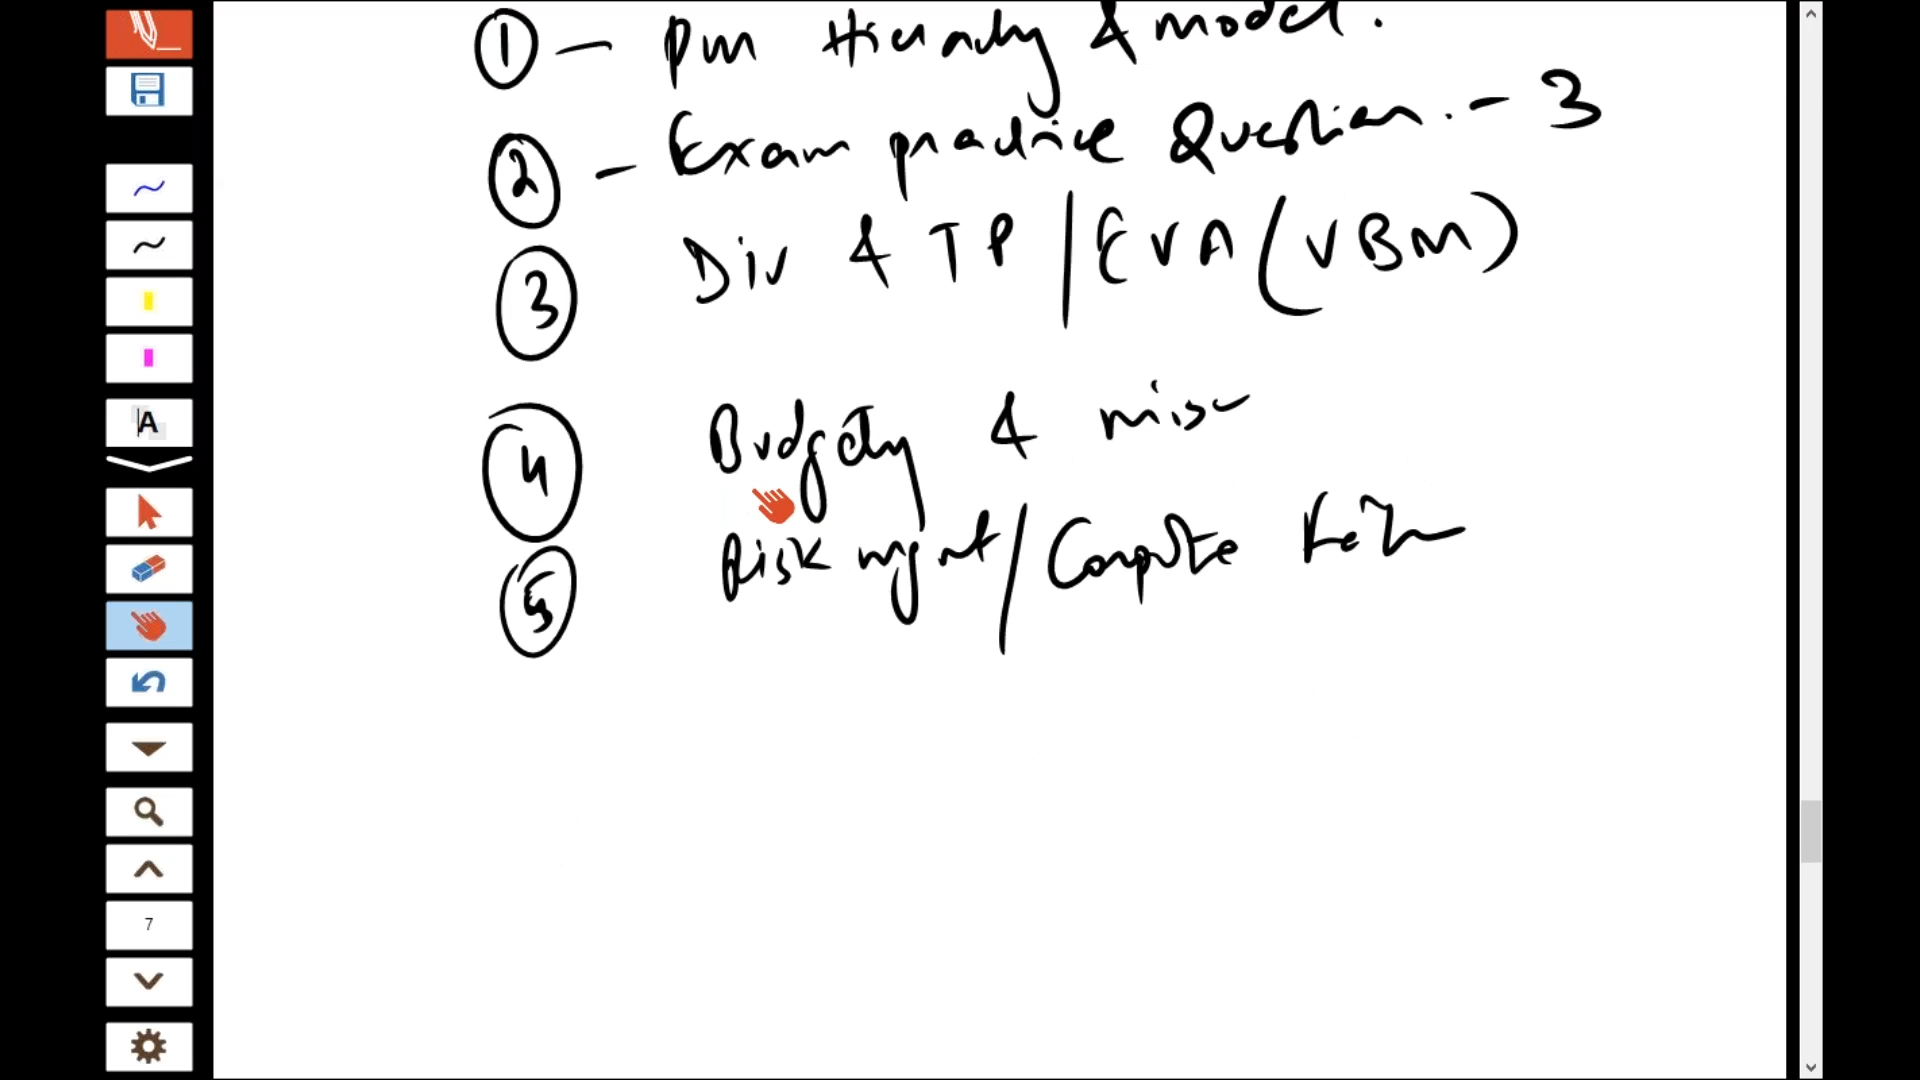 ① - pm Hierarchy & model.
② - Exam practice Question. - 3
③ Div & TP | EVA (VBM)
④ Budgeting & misc
⑤ Risk mgmt / Corporate
A
7